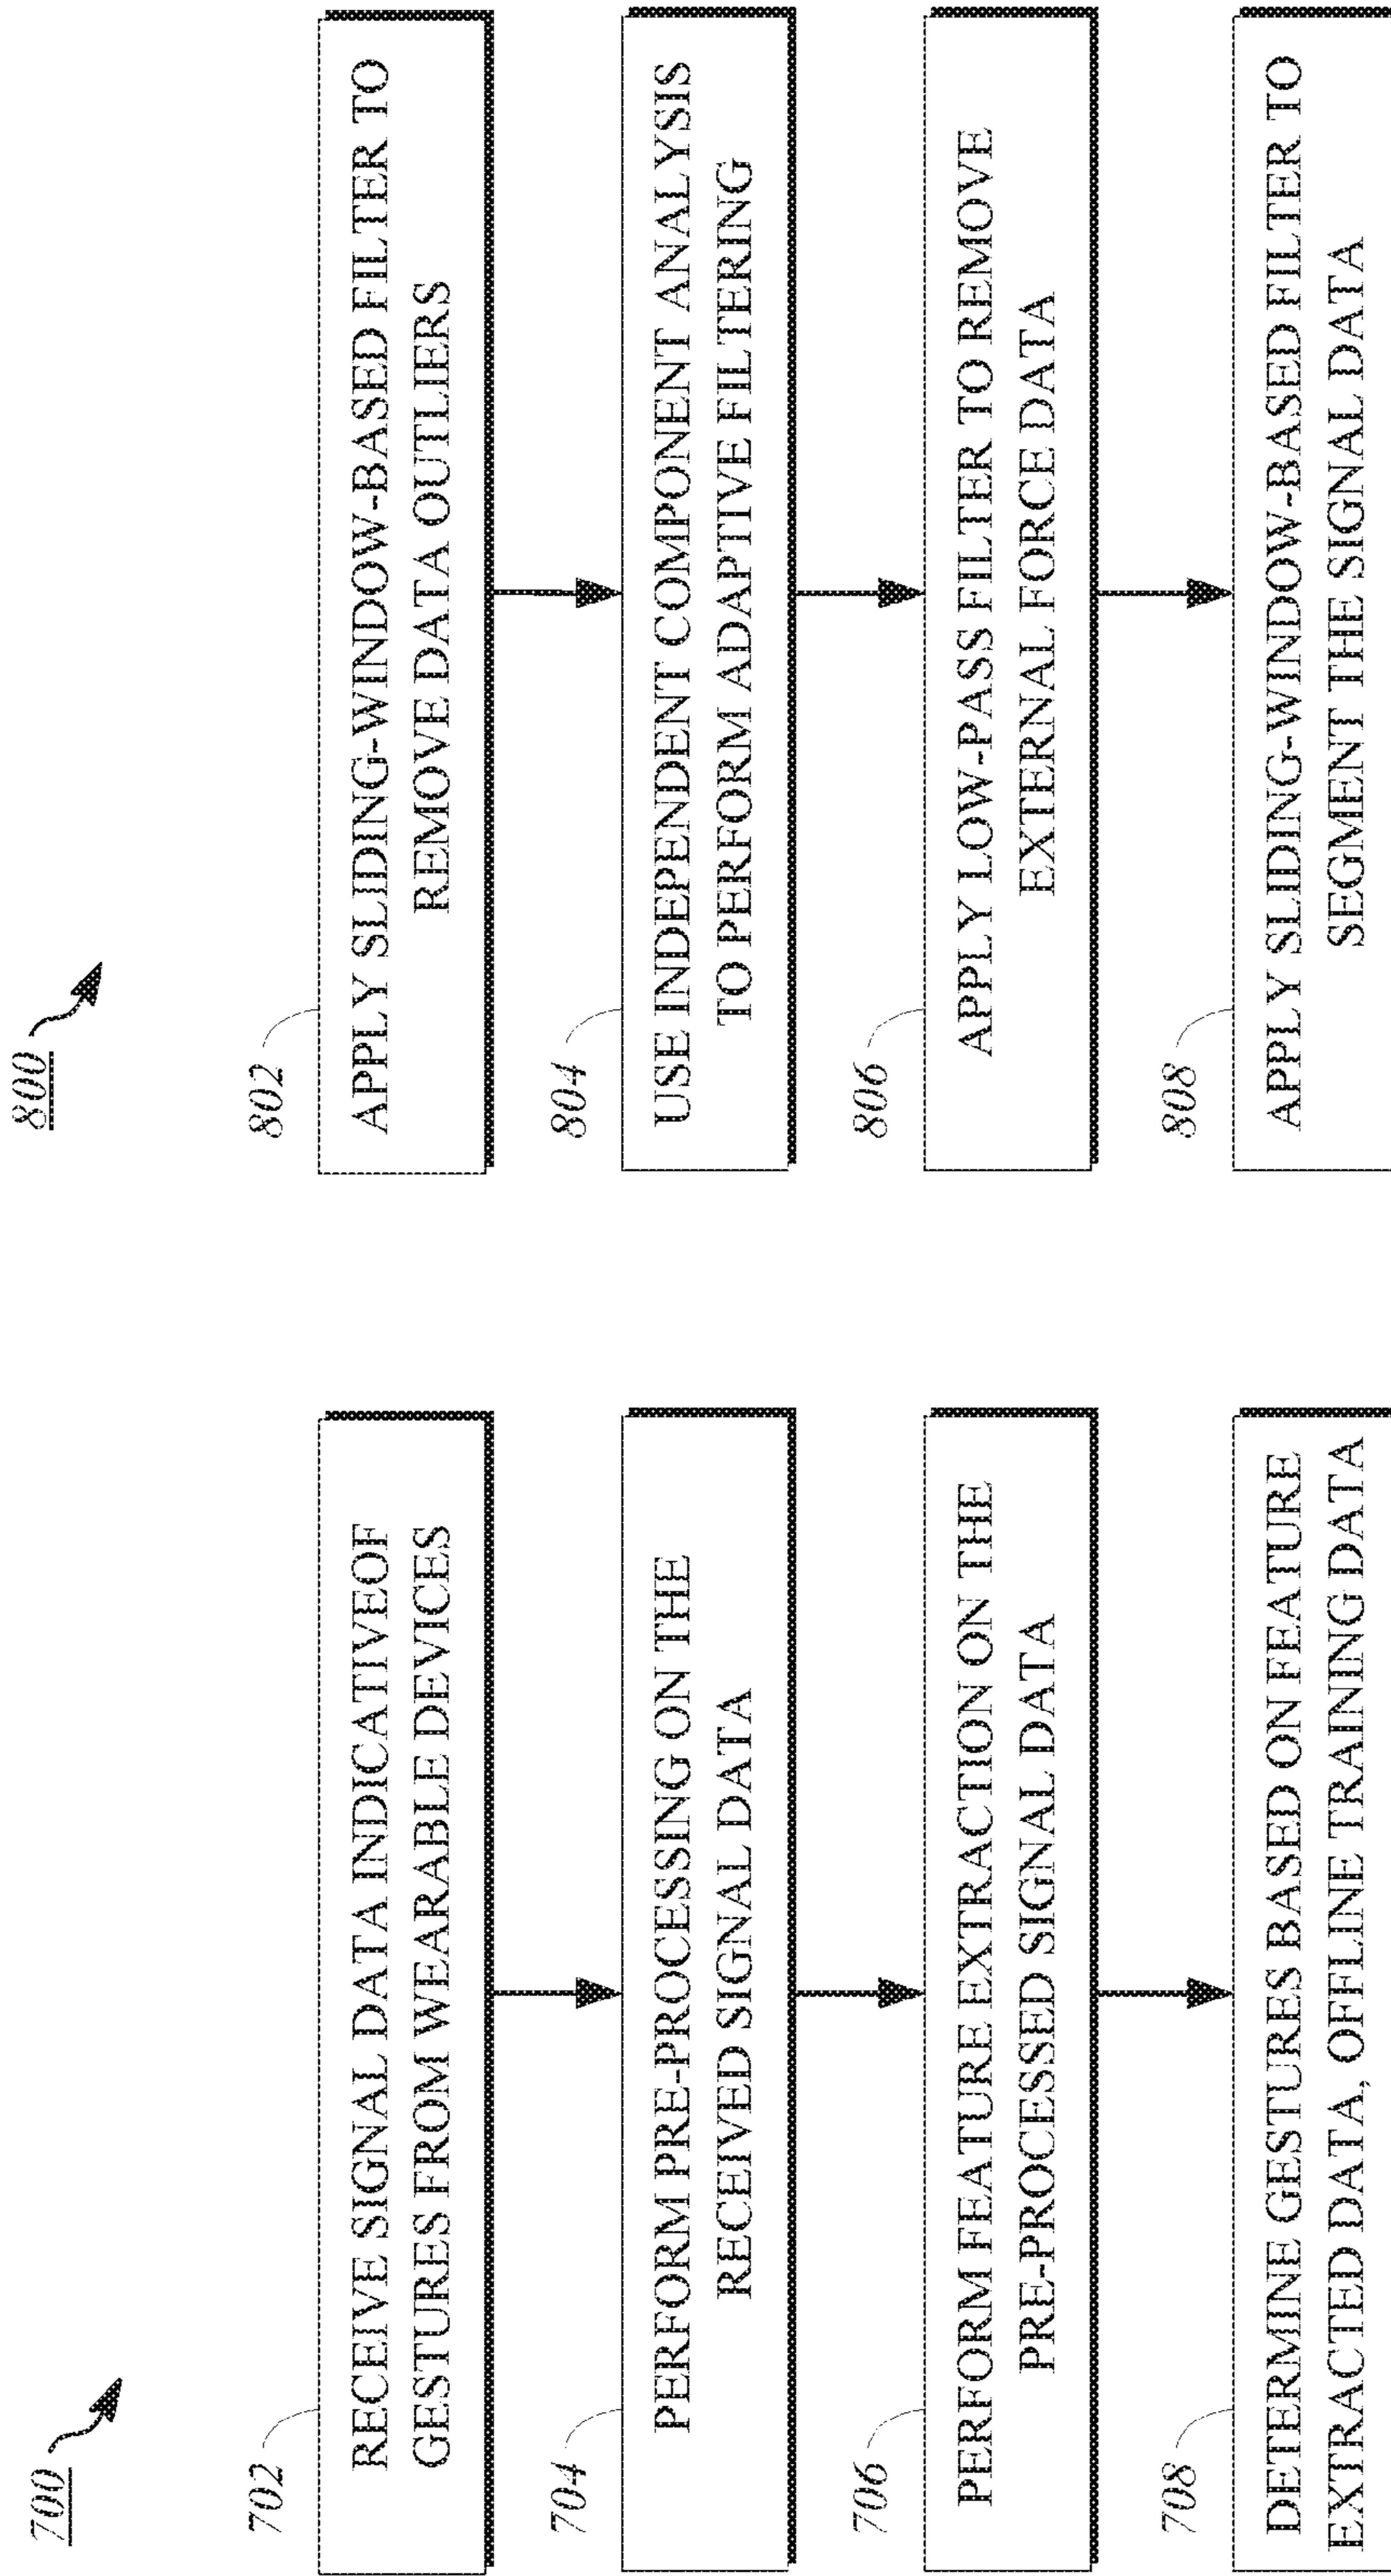 700
702
RECEIVE SIGNAL DATA INDICATIVEOF
GESTURES FROM WEARABLE DEVICES
704
PERFORM PRE-PROCESSING ON THE
RECEIVED SIGNAL DATA
706
PERFORM FEATURE EXTRACTION ON THE
PRE-PROCESSED SIGNAL DATA
708
DETERMINE GESTURES BASED ON FEATURE
EXTRACTED DATA, OFFLINE TRAINING DATA
800
802
APPLY SLIDING-WINDOW-BASED FILTER TO
REMOVE DATA OUTLIERS
804
USE INDEPENDENT COMPONENT ANALYSIS
TO PERFORM ADAPTIVE FILTERING
806
APPLY LOW-PASS FILTER TO REMOVE
EXTERNAL FORCE DATA
808
APPLY SLIDING-WINDOW-BASED FILTER TO
SEGMENT THE SIGNAL DATA